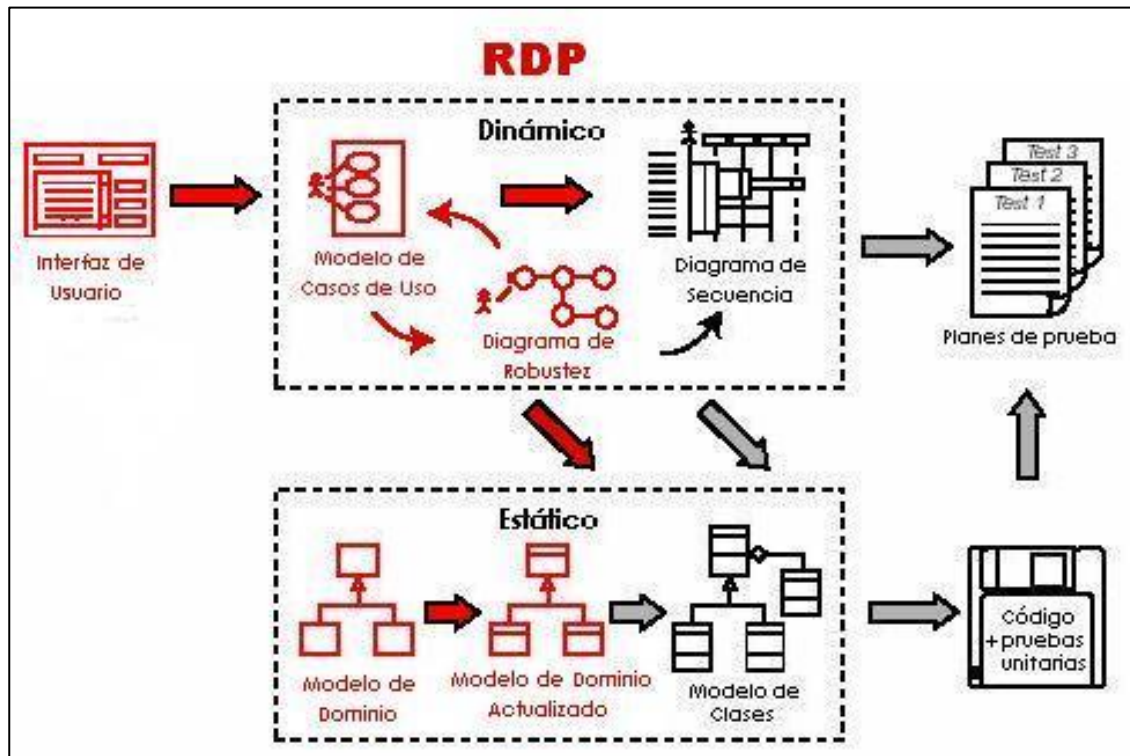 RDP
Dinámico
Interfaz de
Usuario
Modelo de
Casos de Uso
Diagrama de
Robustez
Diagrama de
Secuencia
Test 3
Test 2
Test 1
Planes de prueba
Estático
Modelo de
Dominio
Modelo de Dominio
Actualizado
Modelo de
Clases
Código
+ pruebas
unitarias